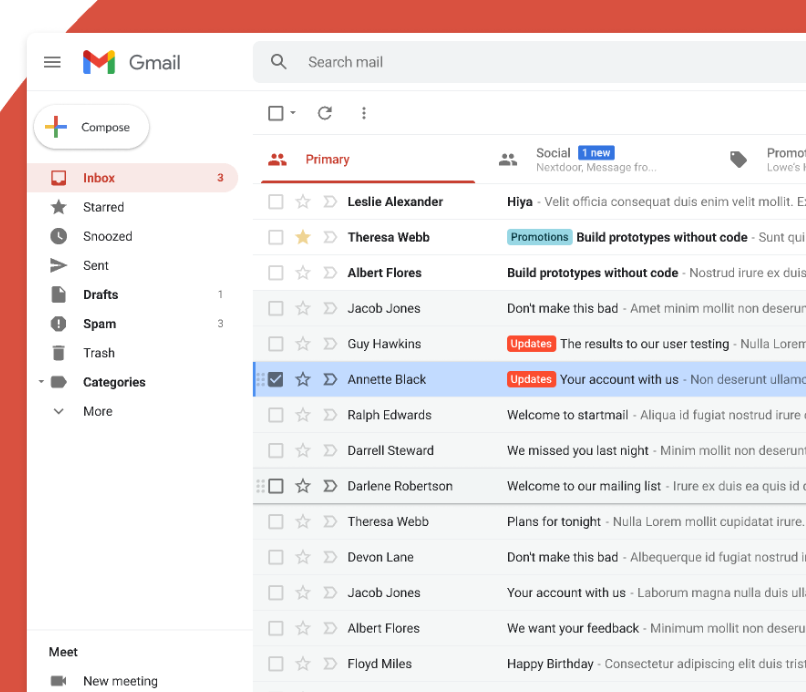 Gmail
Search mail
Compose
Inbox 3
Starred
Snoozed
Sent
Drafts 1
Spam 3
Trash
Categories
More
Meet
New meeting
Primary
Social 1 new
Nextdoor, Message fro...
Promot
Lowe's
Leslie Alexander Hiya - Velit officia consequat duis enim velit mollit.
Theresa Webb Promotions Build prototypes without code - Sunt qui
Albert Flores Build prototypes without code - Nostrud irure ex duis
Jacob Jones Don't make this bad - Amet minim mollit non deserun
Guy Hawkins Updates The results to our user testing - Nulla Lorem
Annette Black Updates Your account with us - Non deserunt ullamco
Ralph Edwards Welcome to startmail - Aliqua id fugiat nostrud irure
Darrell Steward We missed you last night - Minim mollit non deserunt
Darlene Robertson Welcome to our mailing list - Irure ex duis ea quis id
Theresa Webb Plans for tonight - Nulla Lorem mollit cupidatat irure.
Devon Lane Don't make this bad - Albequerque id fugiat nostrud
Jacob Jones Your account with us - Laborum magna nulla duis
Albert Flores We want your feedback - Minimum mollit non deseru
Floyd Miles Happy Birthday - Consectetur adipiscing elit duis